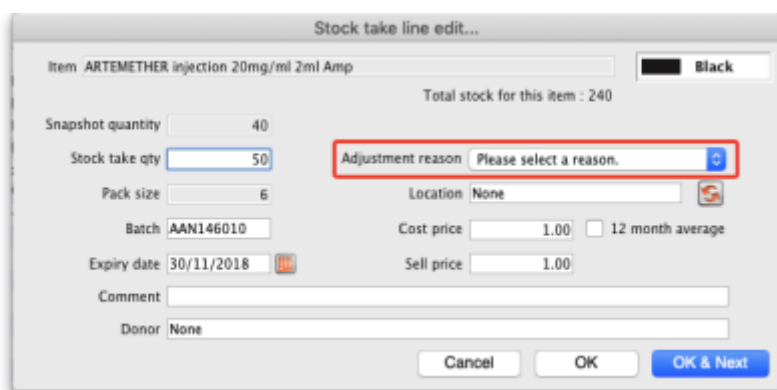 Stock take line edit...
Item ARTEMETHER injection 20mg/ml 2ml Amp Black
Total stock for this item : 240
Snapshot quantity 40
Stock take qty 50 Adjustment reason Please select a reason.
Pack size 6 Location None
Batch AAN146010 Cost price 1.00 12 month average
Expiry date 30/11/2018 Sell price 1.00
Comment
Donor None
Cancel OK OK & Next